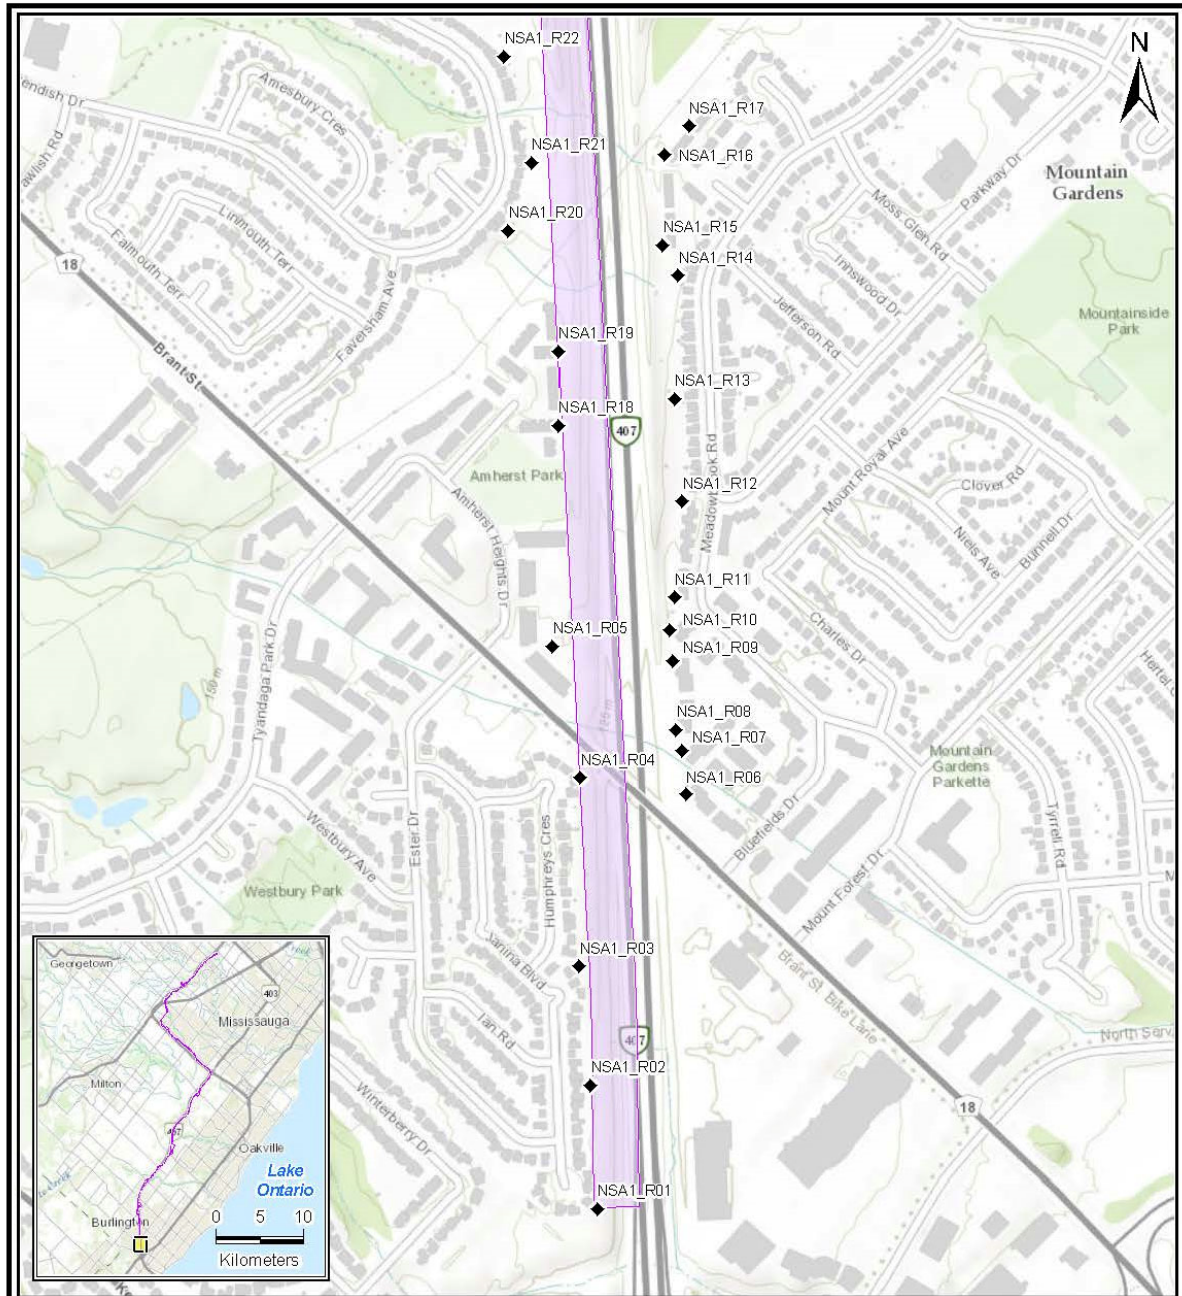 NSA1_R22
N
Amesbury Cres
endish Dr
NSA1_R17
NSA1_R21
NSA1_R16
awlish Rd
Mountain
Gardens
Parkway Dr
Moss Glen Rd
NSA1_R20
NSA1_R15
Linmouth Terr
Falmouth Terr
18
NSA1_R14
Innswood Dr
Jefferson Rd
Faversham Ave
Mountainside
Park
NSA1_R19
Brant St
NSA1_R13
NSA1_R18
407
Mount Royal Ave
Meadowbrook Rd
Amherst Park
NSA1_R12
Clover Rd
Amherst Heights Dr
Niels Ave
Bunnell Dr
NSA1_R11
NSA1_R05
NSA1_R10
Charles Dr
NSA1_R09
Tyandaga Park Dr
150 m
125 m
NSA1_R08
NSA1_R07
Mountain
Gardens
Parkette
NSA1_R04
NSA1_R06
Bluefields Dr
Tyrrell Rd
Westbury Ave
Ester Dr
Humphreys Cres
Mount Forest Dr
Westbury Park
NSA1_R03
Janina Blvd
Brant St Bike Lane
Ian Rd
407
North Serv
NSA1_R02
Winterberry Dr
18
NSA1_R01
Georgetown
403
Mississauga
Milton
407
Oakville
Lake
Ontario
Burlington
0 5 10
Kilometers